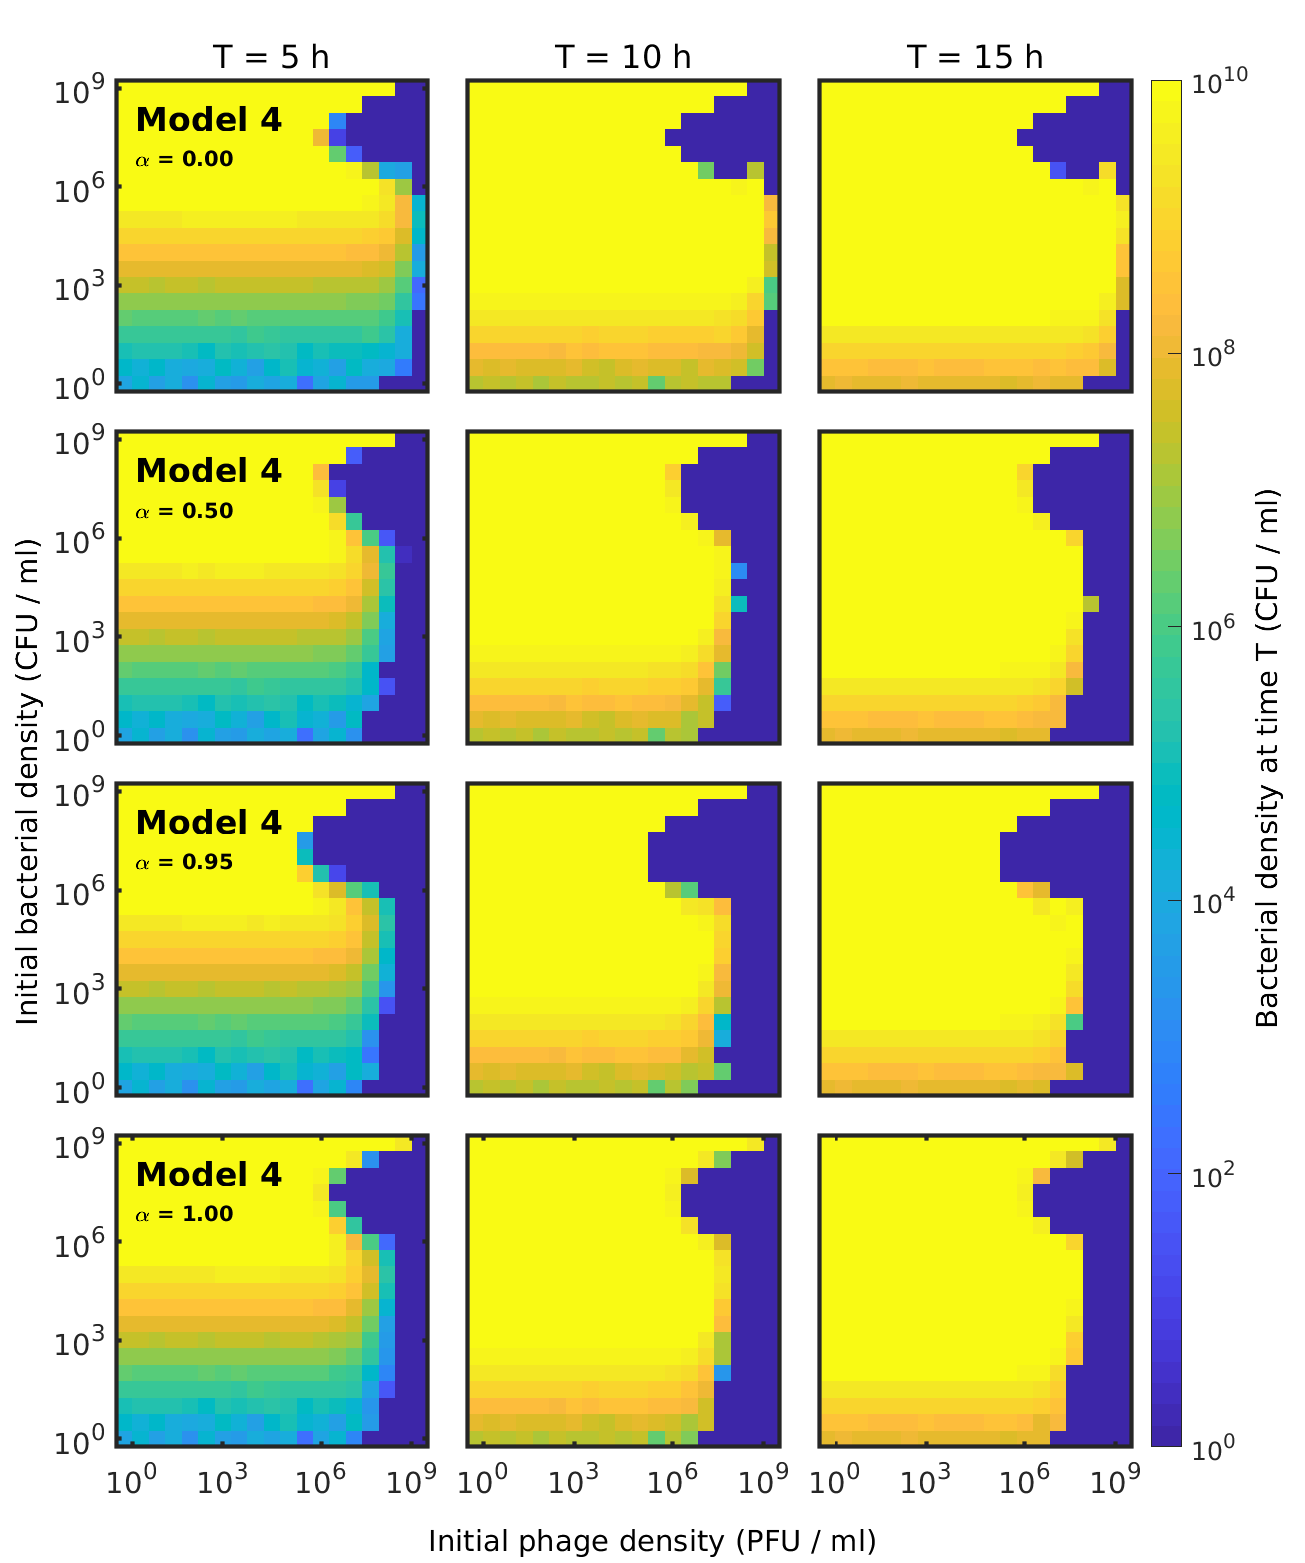 T = 5 h T = 10 h T = 15 h
10^9
Model 4
α = 0.00
10^6
10^3
10^0
10^9
Model 4
α = 0.50
10^6
10^3
10^0
10^9
Model 4
α = 0.95
10^6
10^3
10^0
10^9
Model 4
α = 1.00
10^6
10^3
10^0
10^0 10^3 10^6 10^9 10^0 10^3 10^6 10^9 10^0 10^3 10^6 10^9
Initial phage density (PFU / ml)
Initial bacterial density (CFU / ml)
10^10
10^8
10^6
10^4
10^2
10^0
Bacterial density at time T (CFU / ml)